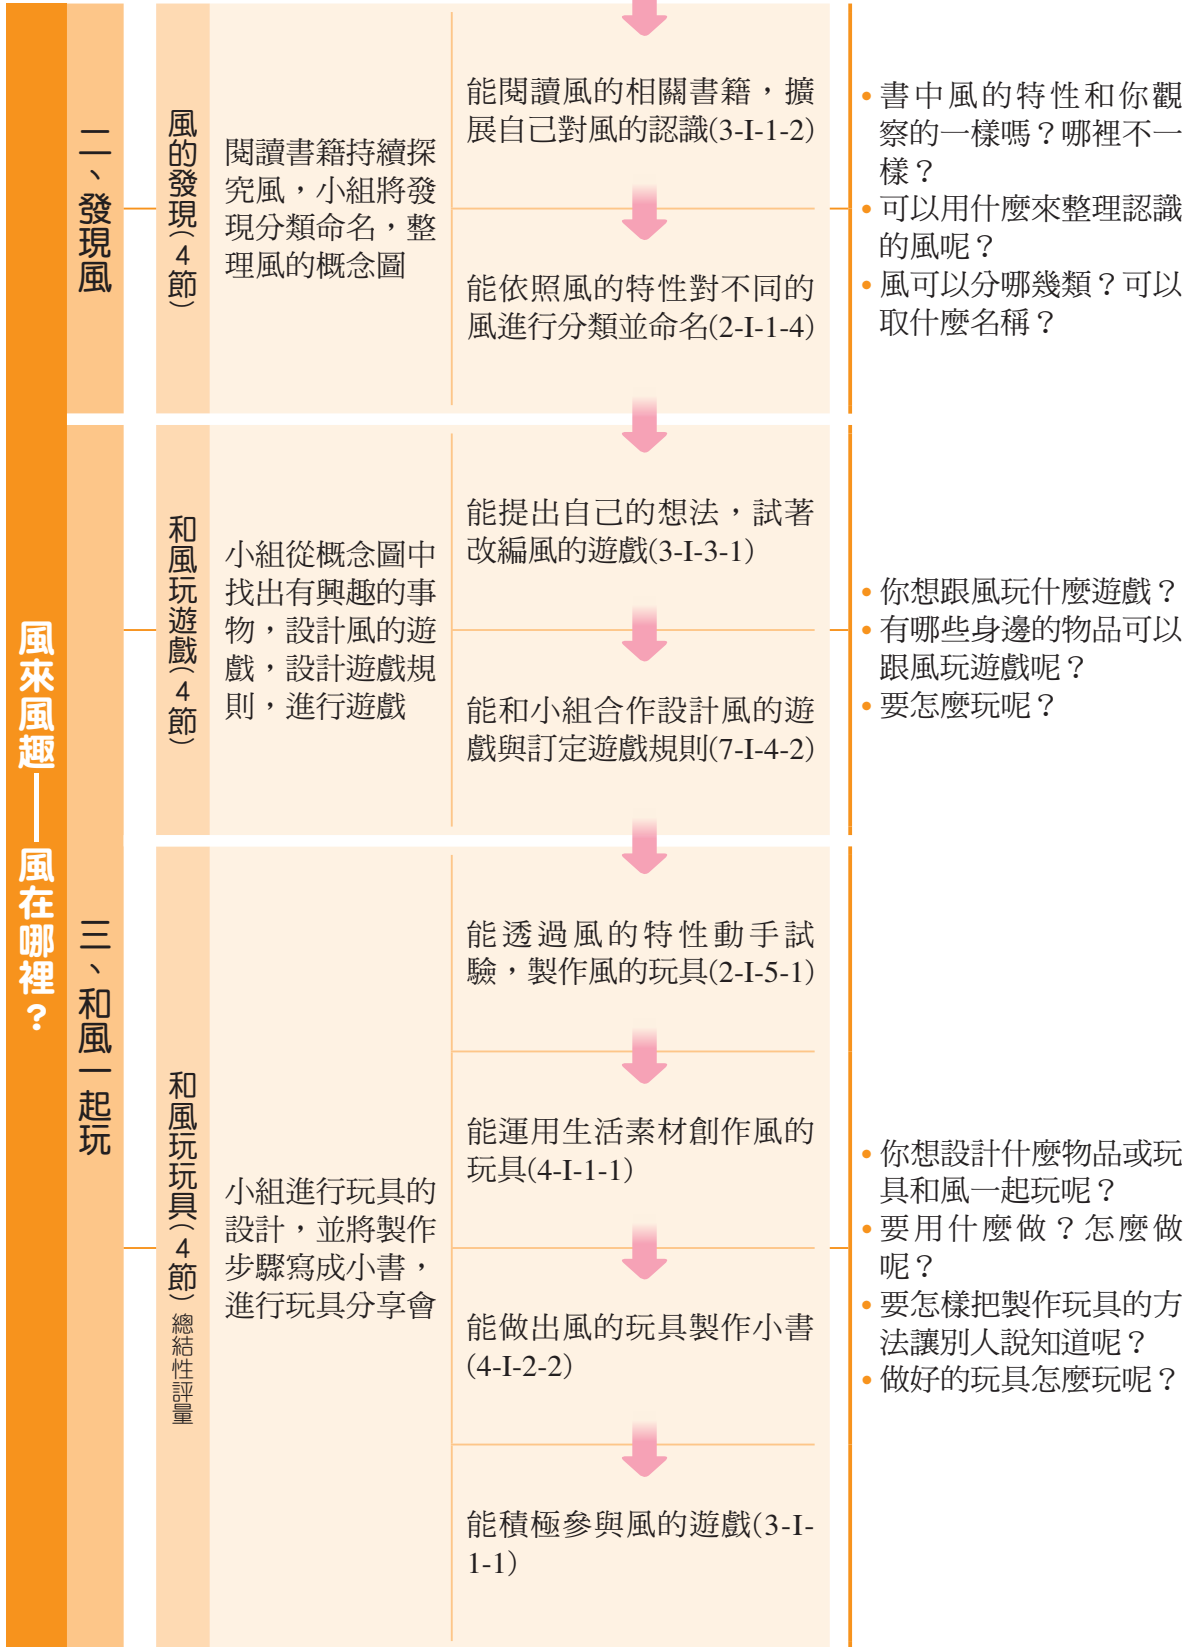 風來風趣——風在哪裡？
二、發現風
風的發現(4節)
閱讀書籍持續探
究風，小組將發
現分類命名，整
理風的概念圖
能閱讀風的相關書籍，擴
展自己對風的認識(3-I-1-2)
能依照風的特性對不同的
風進行分類並命名(2-I-1-4)
•書中風的特性和你觀
察的一樣嗎？哪裡不一
樣？
•可以用什麼來整理認識
的風呢？
•風可以分哪幾類？可以
取什麼名稱？
三、和風一起玩
和風玩遊戲(4節)
小組從概念圖中
找出有興趣的事
物，設計風的遊
戲，設計遊戲規
則，進行遊戲
能提出自己的想法，試著
改編風的遊戲(3-I-3-1)
能和小組合作設計風的遊
戲與訂定遊戲規則(7-I-4-2)
•你想跟風玩什麼遊戲？
•有哪些身邊的物品可以
跟風玩遊戲呢？
•要怎麼玩呢？
和風玩玩具(4節)總結性評量
小組進行玩具的
設計，並將製作
步驟寫成小書，
進行玩具分享會
能透過風的特性動手試
驗，製作風的玩具(2-I-5-1)
能運用生活素材創作風的
玩具(4-I-1-1)
能做出風的玩具製作小書
(4-I-2-2)
能積極參與風的遊戲(3-I-
1-1)
•你想設計什麼物品或玩
具和風一起玩呢？
•要用什麼做？怎麼做
呢？
•要怎樣把製作玩具的方
法讓別人說知道呢？
•做好的玩具怎麼玩呢？